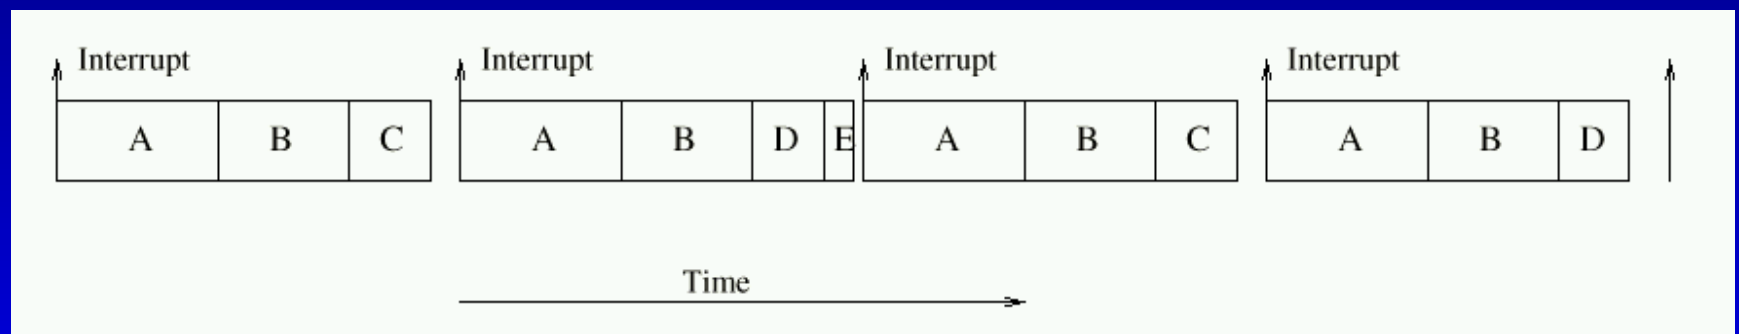 Interrupt Interrupt Interrupt Interrupt
A B C A B D E A B C A B D
Time